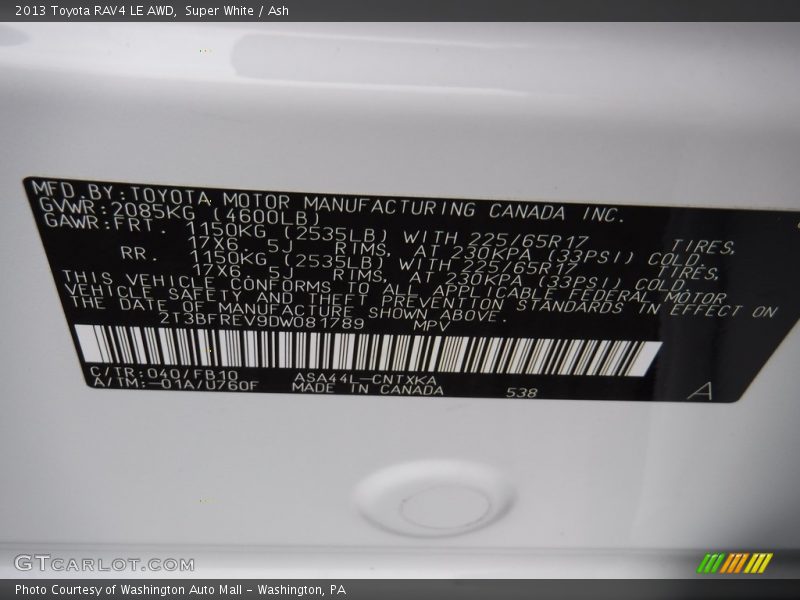 2013 Toyota RAV4 LE AWD,  Super White / Ash
MFD.BY:TOYOTA MOTOR MANUFACTURING CANADA INC.
GVWR:2085KG (4600LB)
GAWR:FRT. 1150KG (2535LB) WITH 225/65R17 TIRES,
17X6.5J RIMS, AT 230KPA (33PSI) COLD.
RR. 1150KG (2535LB) WITH 225/65R17 TIRES,
17X6.5J RIMS, AT 230KPA (33PSI) COLD.
THIS VEHICLE CONFORMS TO ALL APPLICABLE FEDERAL MOTOR
VEHICLE SAFETY AND THEFT PREVENTION STANDARDS IN EFFECT ON
THE DATE OF MANUFACTURE SHOWN ABOVE.
2T3BFREV9DW081789 MPV
C/TR:040/FB10 ASA44L-CNTXKA
A/TM:-01A/U760F MADE IN CANADA 538 A
GTCARLOT.COM
Photo Courtesy of Washington Auto Mall - Washington, PA